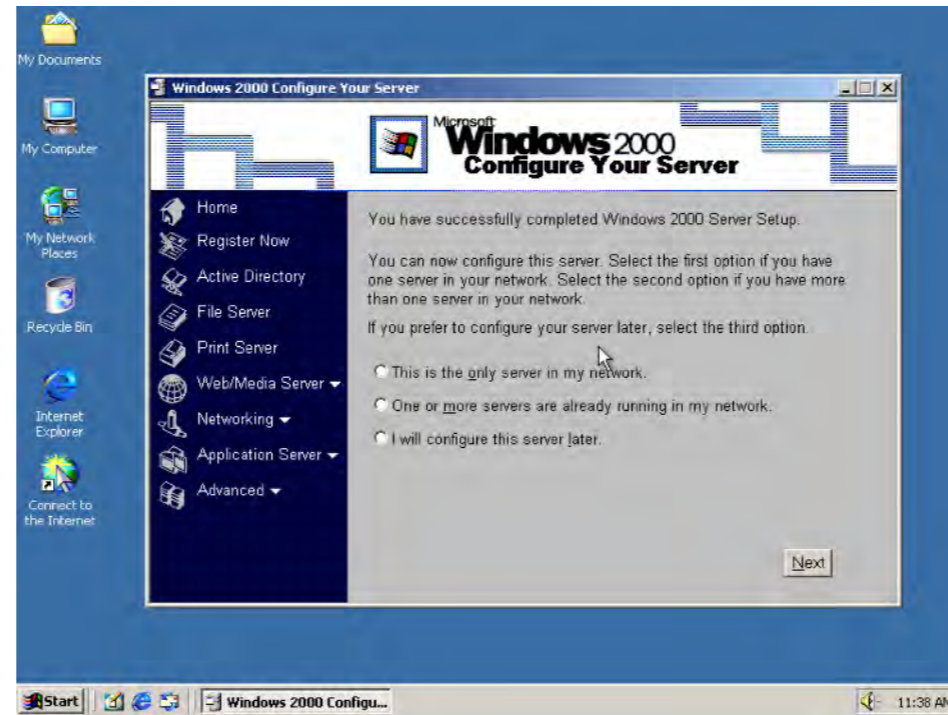 My Documents
My Computer
My Network
Places
Recycle Bin
Internet
Explorer
Connect to
the Internet
Windows 2000 Configure Your Server
Microsoft
Windows 2000
Configure Your Server
Home
Register Now
Active Directory
File Server
Print Server
Web/Media Server
Networking
Application Server
Advanced
You have successfully completed Windows 2000 Server Setup.
You can now configure this server. Select the first option if you have
one server in your network. Select the second option if you have more
than one server in your network.
If you prefer to configure your server later, select the third option.
This is the only server in my network.
One or more servers are already running in my network.
I will configure this server later.
Next
Start
Windows 2000 Configu...
11:38 AM